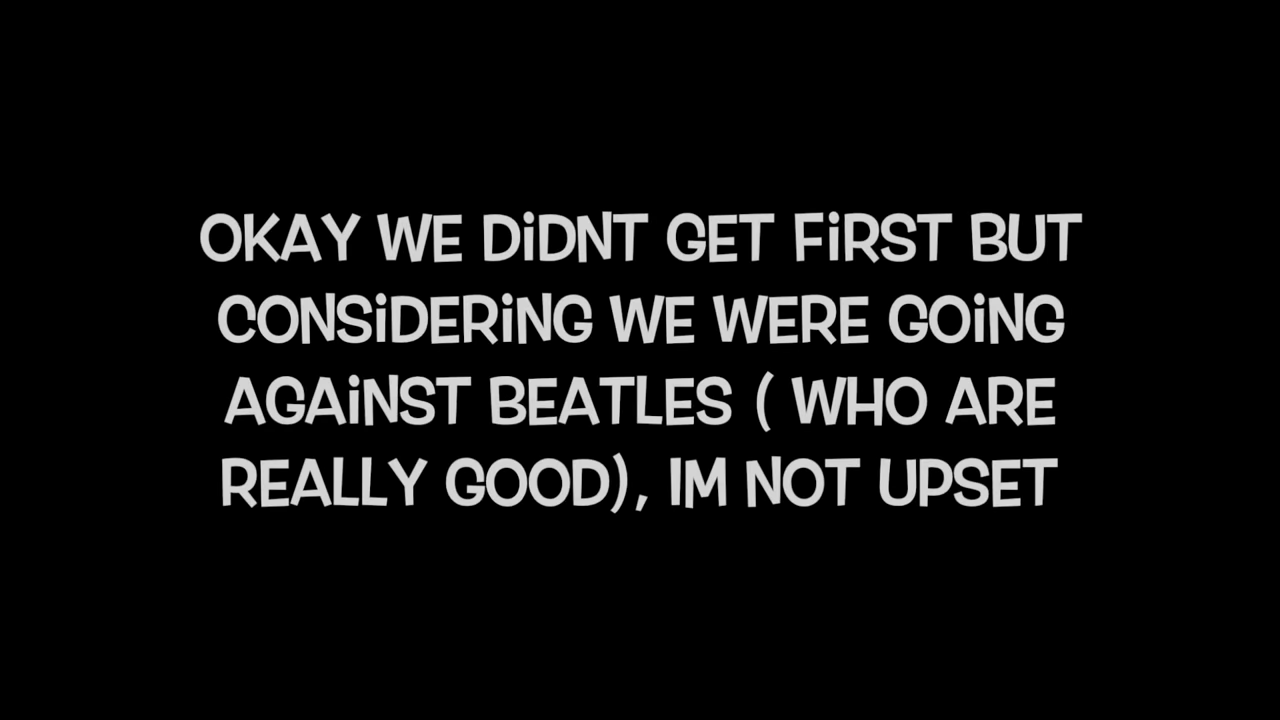 OKAY WE DiDNT GET FiRST BUT
CONSiDERiNG WE WERE GOiNG
AGAiNST BEATLES ( WHO ARE
REALLY GOOD), IM NOT UPSET